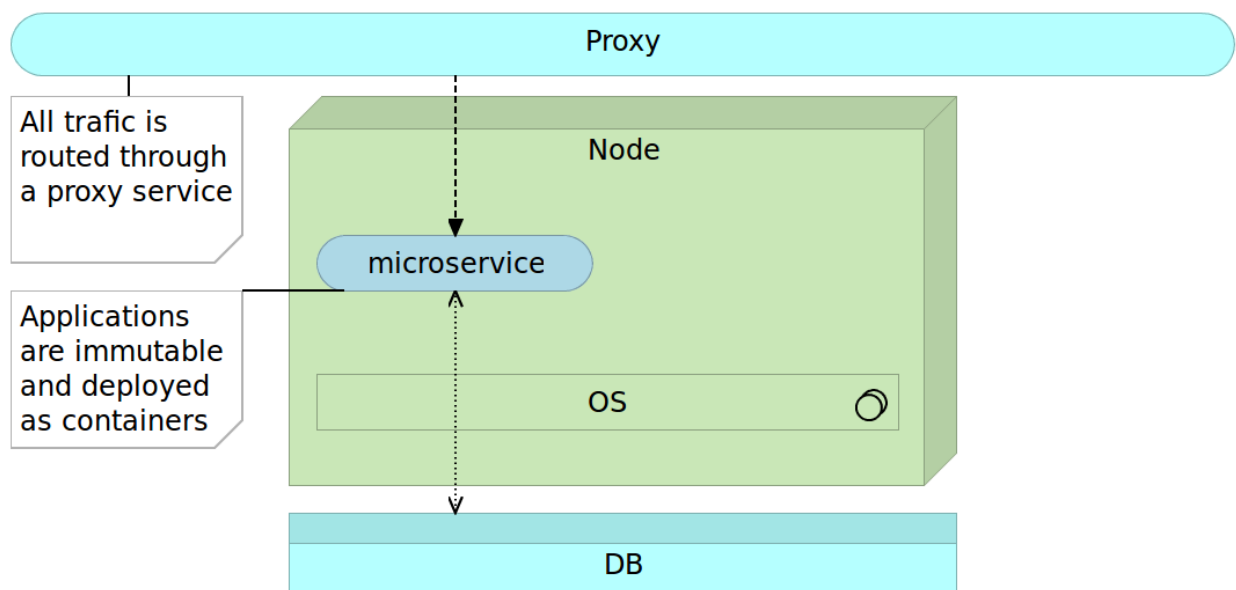 Proxy
All trafic is
routed through
a proxy service
Node
microservice
Applications
are immutable
and deployed
as containers
OS
DB